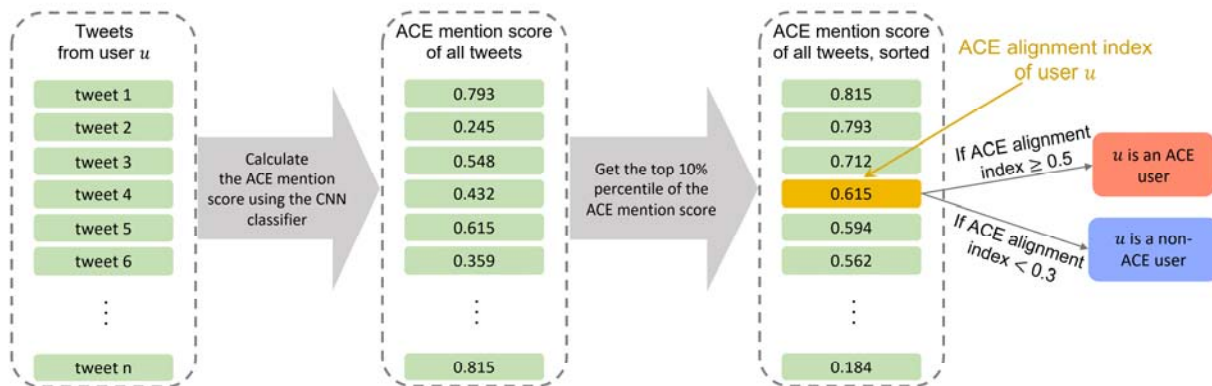 Tweets
from user u
tweet 1
tweet 2
tweet 3
tweet 4
tweet 5
tweet 6
⋮
tweet n
Calculate
the ACE mention
score using the CNN
classifier
ACE mention score
of all tweets
0.793
0.245
0.548
0.432
0.615
0.359
⋮
0.815
Get the top 10%
percentile of the
ACE mention score
ACE mention score
of all tweets, sorted
0.815
0.793
0.712
0.615
0.594
0.562
⋮
0.184
ACE alignment index
of user u
If ACE alignment
index ≥ 0.5
If ACE alignment
index < 0.3
u is an ACE
user
u is a non-
ACE user